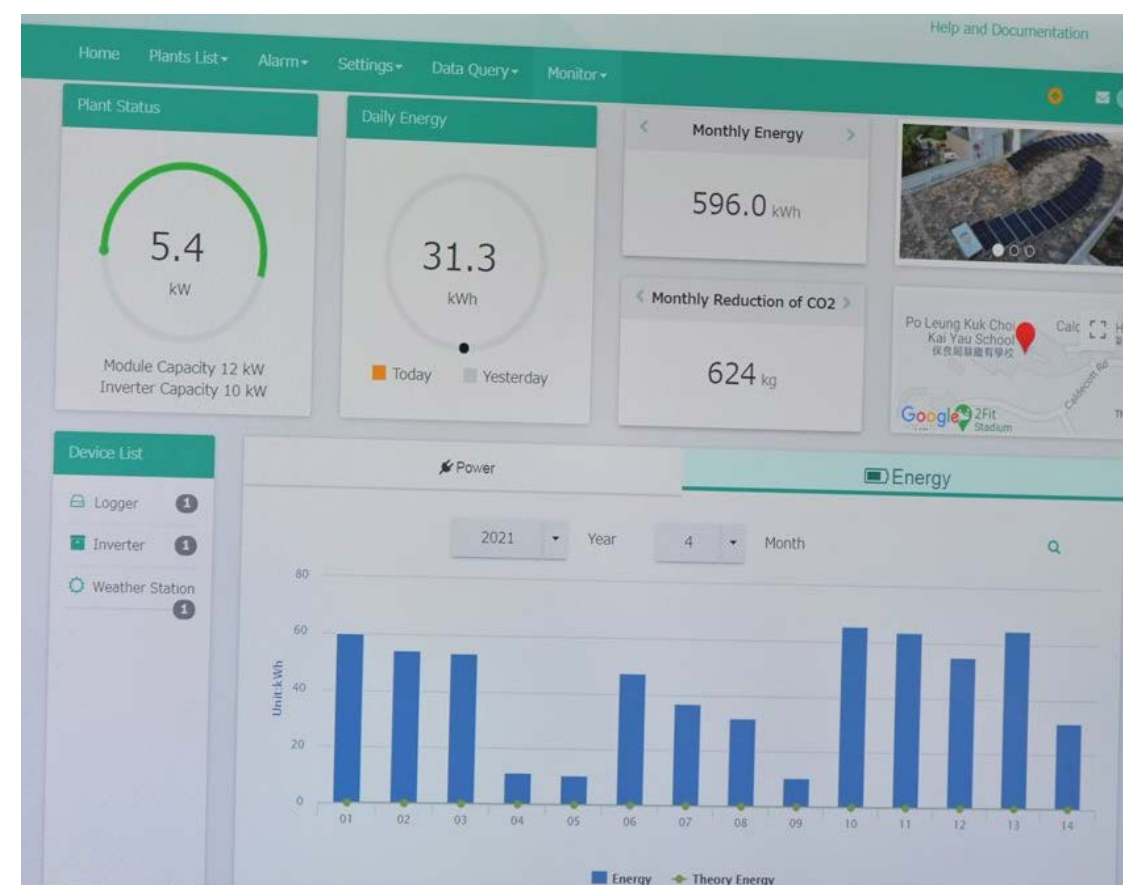 Help and Documentation
Home Plants List Alarm Settings Data Query Monitor
Plant Status
5.4
kW
Module Capacity 12 kW
Inverter Capacity 10 kW
Daily Energy
31.3
kWh
Today Yesterday
Monthly Energy
596.0 kWh
Monthly Reduction of CO2
624 kg
Po Leung Kuk Choi
Kai Yau School
保良局蔡繼有學校
Calc
Caldecott Rd
Google
2Fit
Stadium
Device List
Logger 1
Inverter 1
Weather Station
1
Power
Energy
2021 Year 4 Month
Unit:kWh
80
60
40
20
0
01 02 03 04 05 06 07 08 09 10 11 12 13 14
Energy Theory Energy